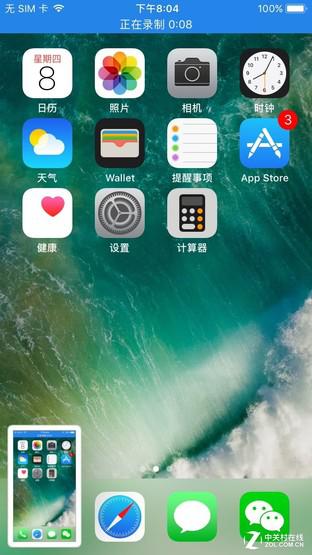 无 SIM 卡 下午8:04 100%
正在录制 0:08
星期四
8
日历 照片 相机 时钟
3
天气 Wallet 提醒事项 App Store
健康 设置 计算器
中关村在线
ZOL.COM.CN